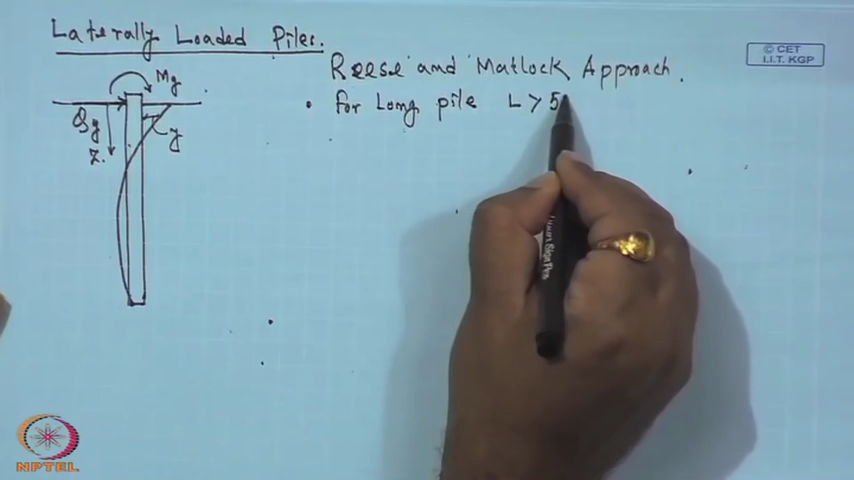 Laterally Loaded Piles.
© CET
I.I.T. KGP
Reese and Matlock Approach.
Mg
• for Long pile L > 5
Qg
y
z.
NPTEL